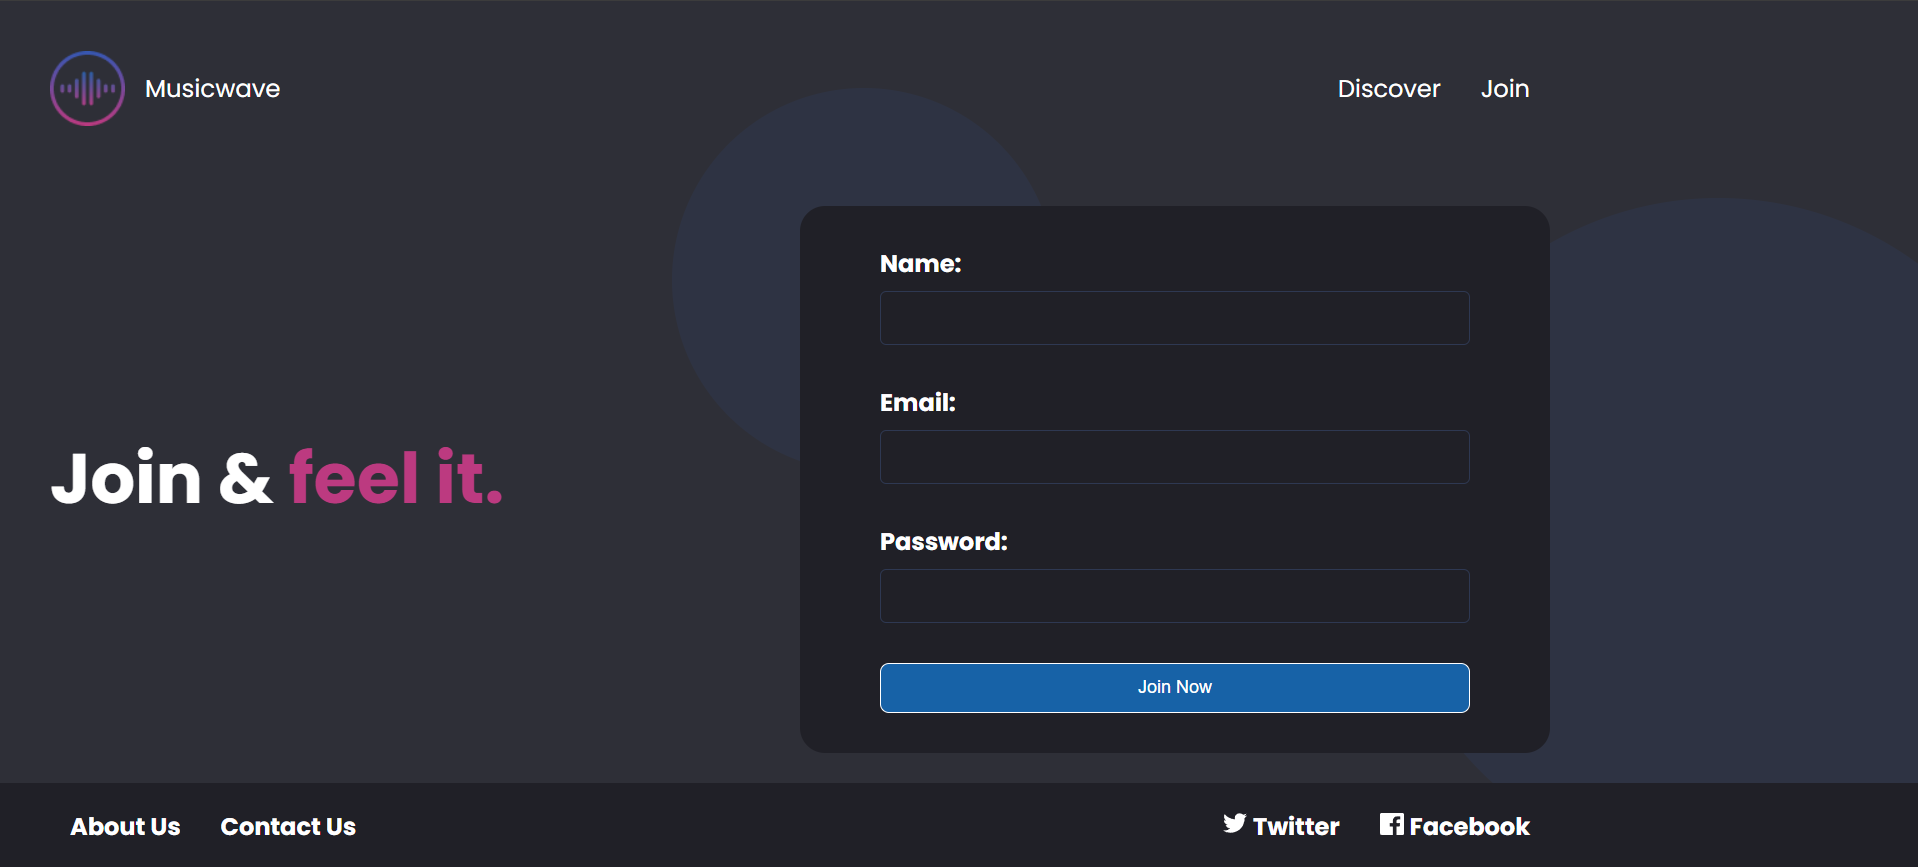 Musicwave
Discover Join
Name:
Email:
Join & feel it.
Password:
Join Now
About Us Contact Us Twitter Facebook